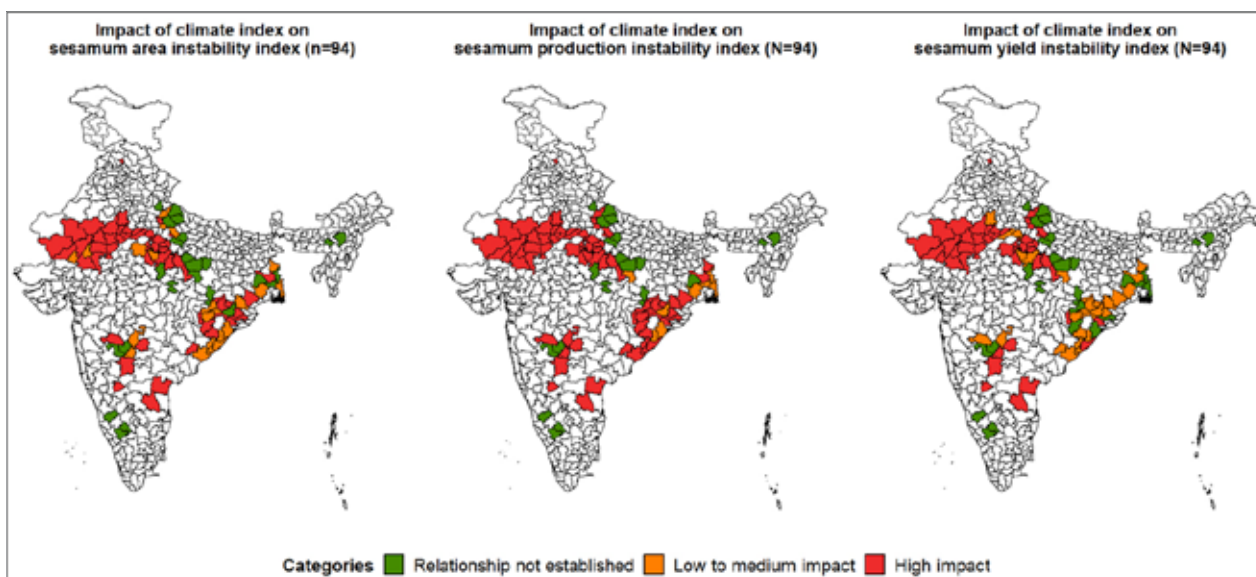 Impact of climate index on
sesamum area instability index (n=94)
Impact of climate index on
sesamum production instability index (N=94)
Impact of climate index on
sesamum yield instability index (N=94)
Categories Relationship not established Low to medium impact High impact